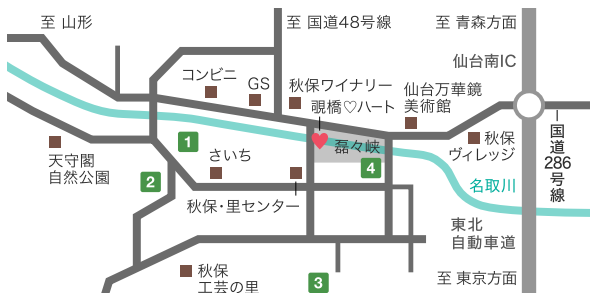 至 山形
至 国道48号線
至 青森方面
仙台南IC
コンビニ
GS
秋保ワイナリー
仙台万華鏡
美術館
覗橋♡ハート
1
磊々峡
秋保
ヴィレッジ
国道286号線
天守閣
自然公園
さいち
4
2
名取川
秋保・里センター
東北
自動車道
秋保
工芸の里
3
至 東京方面